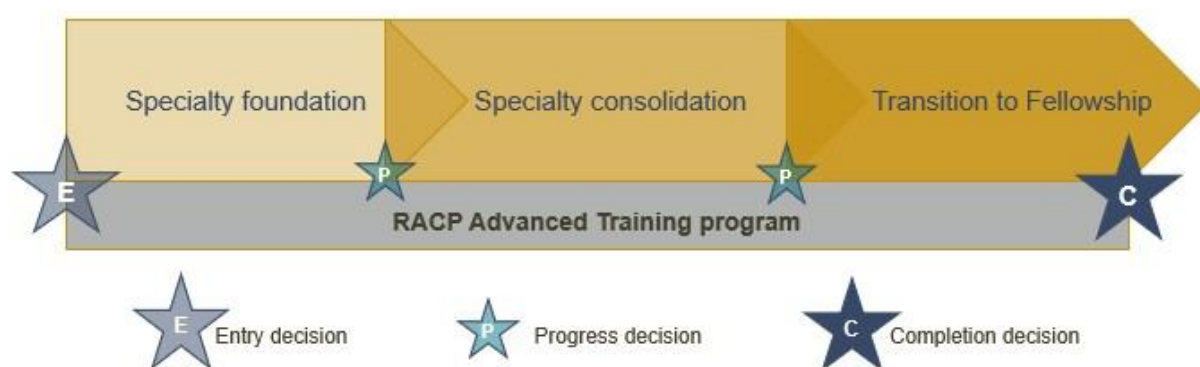 Specialty foundation
Specialty consolidation
Transition to Fellowship
E
P
P
C
RACP Advanced Training program
E
Entry decision
P
Progress decision
C
Completion decision